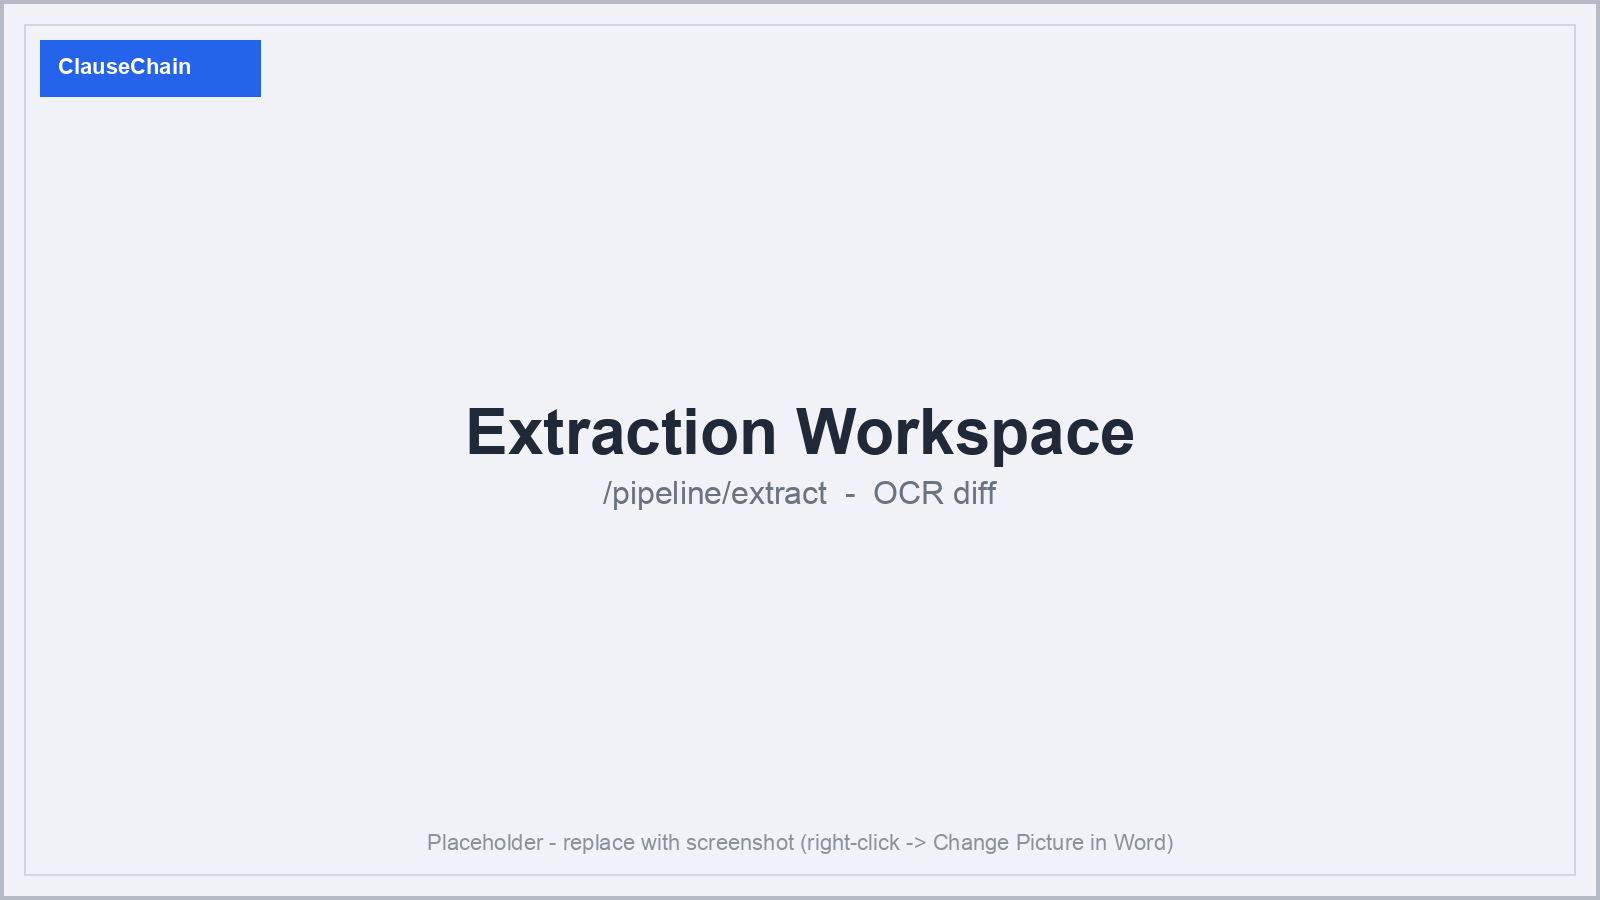 ClauseChain
Extraction Workspace
/pipeline/extract  -  OCR diff
Placeholder - replace with screenshot (right-click -> Change Picture in Word)